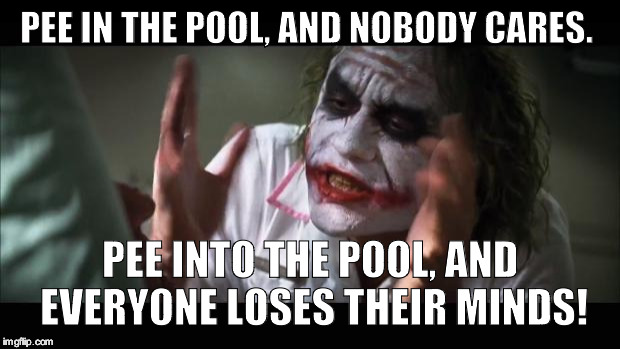 PEE IN THE POOL, AND NOBODY CARES.
PEE INTO THE POOL, AND
EVERYONE LOSES THEIR MINDS!
imgflip.com